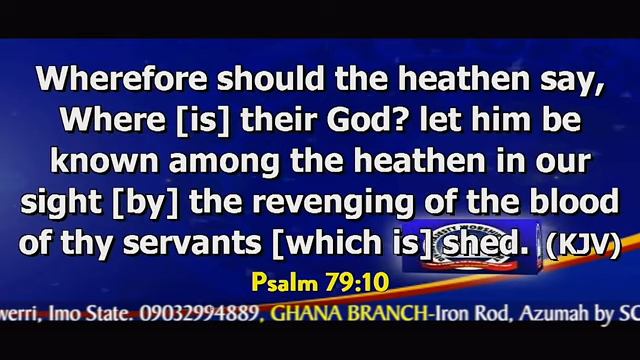 Wherefore should the heathen say,
Where [is] their God? let him be
known among the heathen in our
sight [by] the revenging of the blood
of thy servants [which is] shed. (KJV)
Psalm 79:10
werri, Imo State. 09032994889, GHANA BRANCH-Iron Rod, Azumah by SC